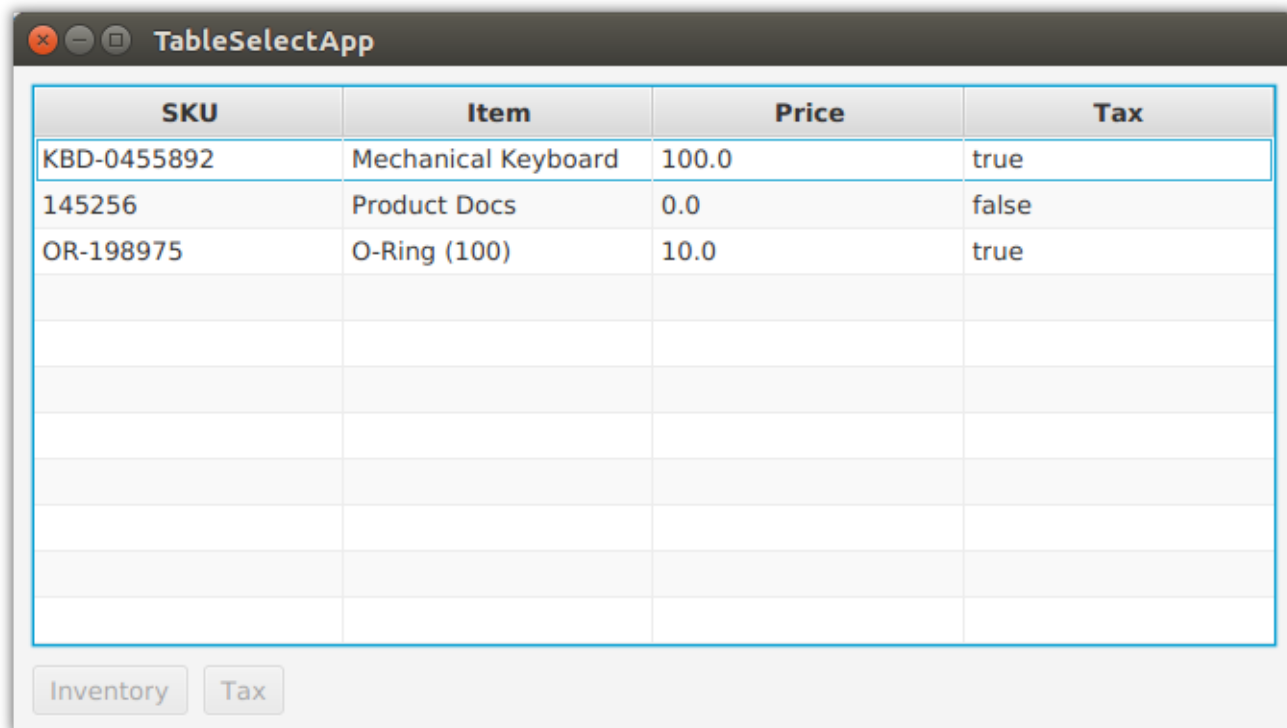 TableSelectApp
SKU Item Price Tax
KBD-0455892 Mechanical Keyboard 100.0 true
145256 Product Docs 0.0 false
OR-198975 O-Ring (100) 10.0 true
Inventory Tax